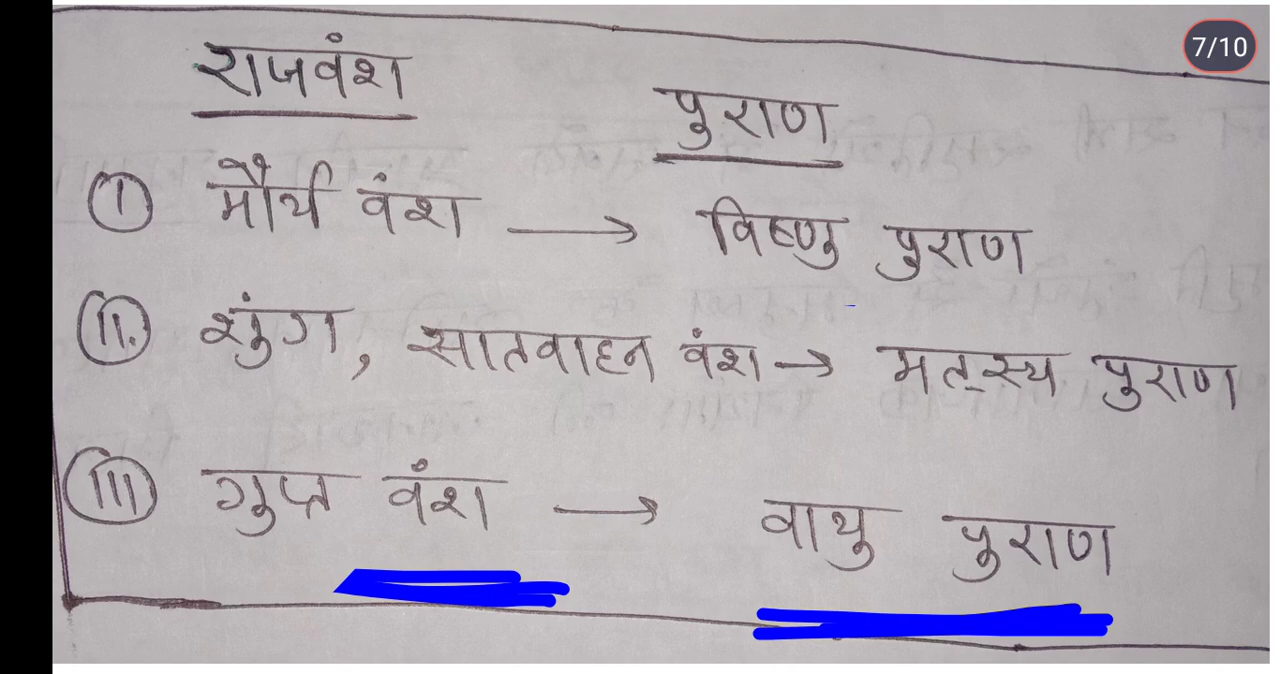 7/10
राजवंश पुराण
I मौर्य वंश → विष्णु पुराण
II. शुंग, सातवाहन वंश → मत्स्य पुराण
III गुप्त वंश → वायु पुराण